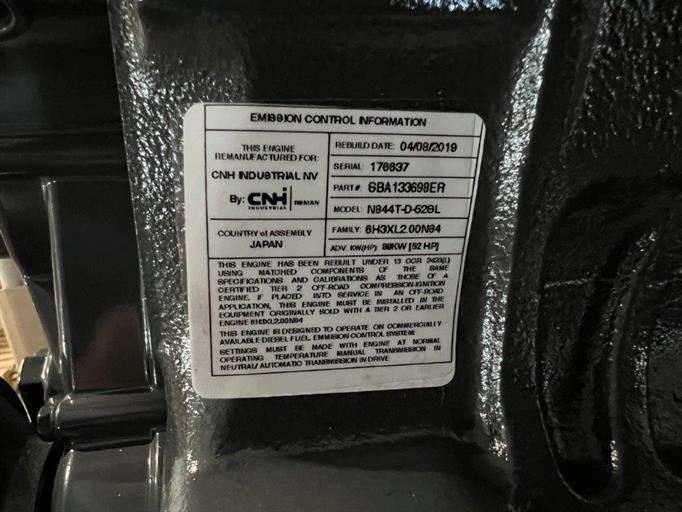 EMISSION CONTROL INFORMATION
THIS ENGINE
REMANUFACTURED FOR:
CNH INDUSTRIAL NV
By: CNH INDUSTRIAL | REMAN
REBUILD DATE: 04/08/2019
SERIAL: 176637
PART#: SBA133698ER
MODEL: N844T-D-52SL
COUNTRY of ASSEMBLY
JAPAN
FAMILY: 6H3XL2.00N84
ADV. KW(HP): 39KW [52 HP]
THIS ENGINE HAS BEEN REBUILT UNDER 13 CCR 2423(L)
USING MATCHED COMPONENTS OF THE SAME
SPECIFICATIONS AND CALIBRATIONS AS THOSE OF A
CERTIFIED TIER 2 OFF-ROAD COMPRESSION-IGNITION
ENGINE. IF PLACED INTO SERVICE IN AN OFF-ROAD
APPLICATION, THIS ENGINE MUST BE INSTALLED IN THE
EQUIPMENT ORIGINALLY SOLD WITH A TIER 2 OR EARLIER
ENGINE 6H3XL2.00N84
THIS ENGINE IS DESIGNED TO OPERATE ON COMMERCIALLY
AVAILABLE DIESEL FUEL. EMMISION CONTROL SYSTEM:
SETTINGS MUST BE MADE WITH ENGINE AT NORMAL
OPERATING TEMPERATURE MANUAL TRANSMISSION IN
NEUTRAL/ AUTOMATIC TRANSMISSION IN DRIVE